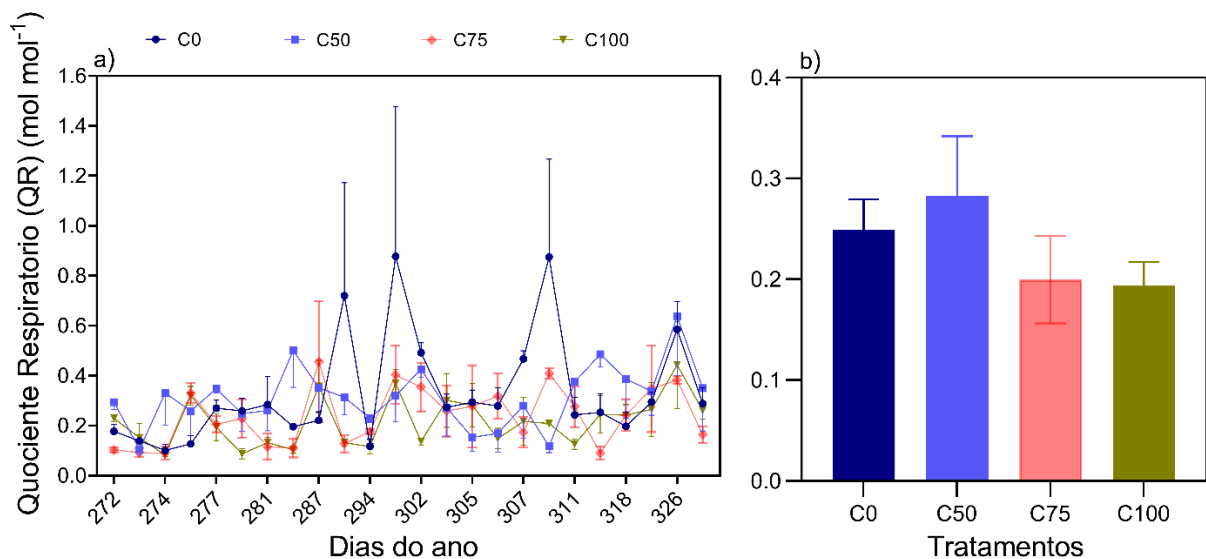 C0 C50 C75 C100
a)
Quociente Respiratorio (QR) (mol mol⁻¹)
1.6
1.4
1.2
1.0
0.8
0.6
0.4
0.2
0.0
272 274 277 281 287 294 302 305 307 311 318 326
Dias do ano
b)
0.4
0.3
0.2
0.1
0.0
C0 C50 C75 C100
Tratamentos